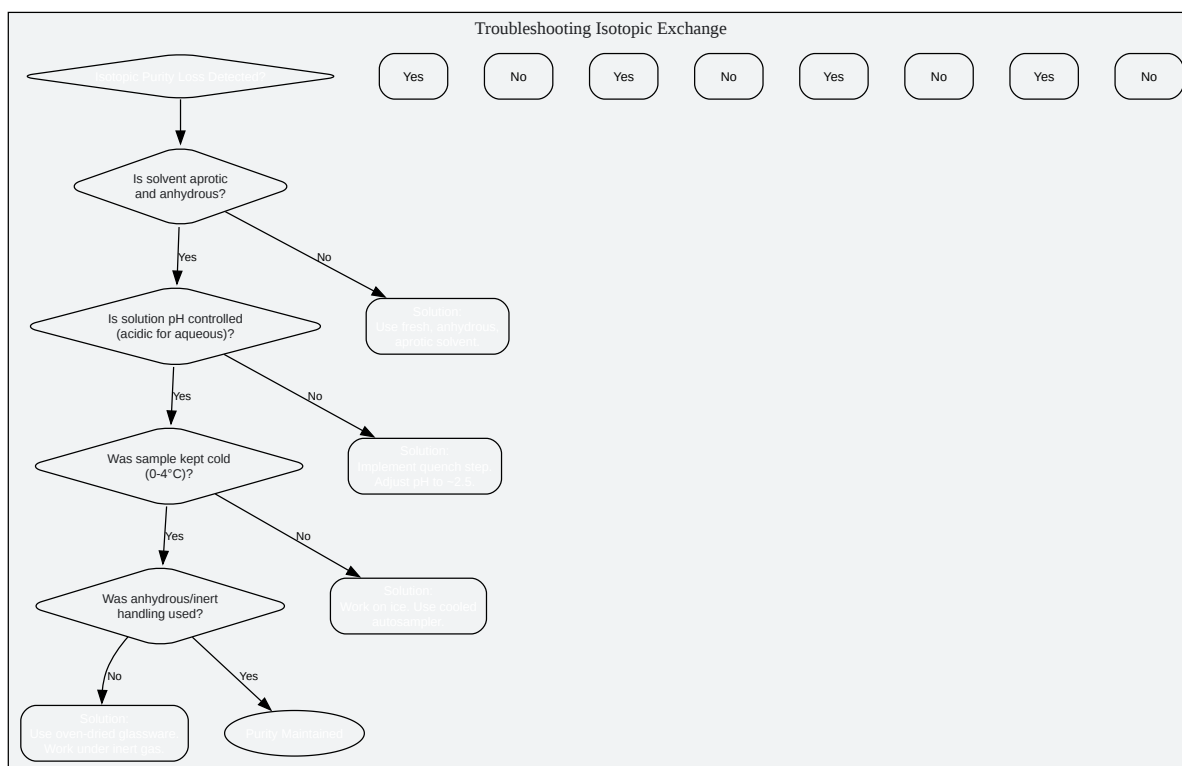 Troubleshooting Isotopic Exchange
Isotopic Purity Loss Detected?
Yes
No
Yes
No
Yes
No
Yes
No
Is solvent aprotic
and anhydrous?
Yes
No
Is solution pH controlled
(acidic for aqueous)?
Solution:
Use fresh, anhydrous
aprotic solvent.
Yes
No
Was sample kept cold
(0-4°C)?
Solution:
Implement quench step.
Adjust pH to ~2.5.
Yes
No
Was anhydrous/inert
handling used?
Solution:
Work on ice. Use cooled
autosampler.
No
Yes
Solution:
Use oven-dried glassware.
Work under inert gas.
Purity Maintained